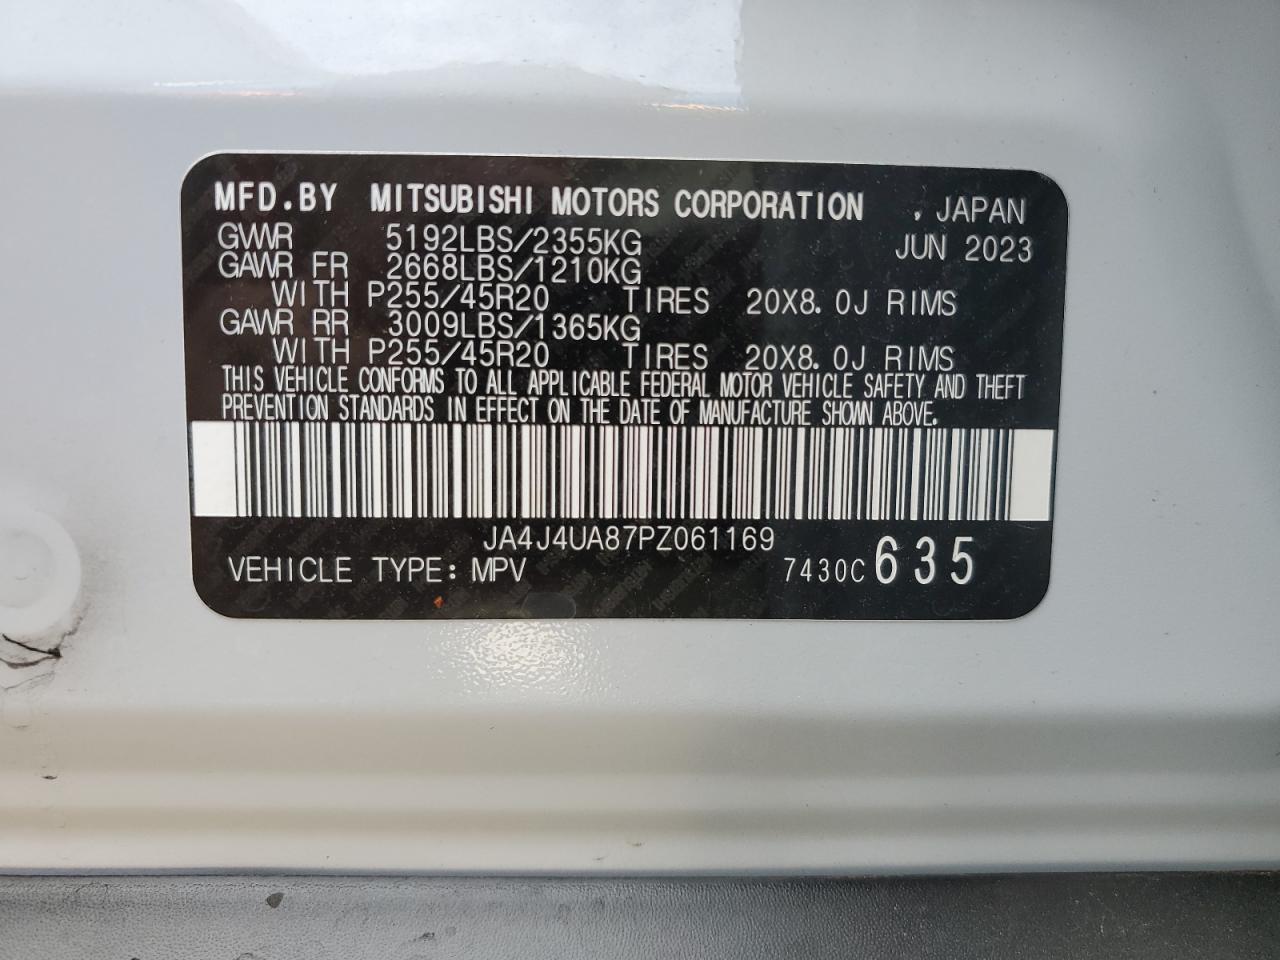 MFD.BY MITSUBISHI MOTORS CORPORATION , JAPAN
GVWR 5192LBS/2355KG JUN 2023
GAWR FR 2668LBS/1210KG
WITH P255/45R20 TIRES 20X8.0J RIMS
GAWR RR 3009LBS/1365KG
WITH P255/45R20 TIRES 20X8.0J RIMS
THIS VEHICLE CONFORMS TO ALL APPLICABLE FEDERAL MOTOR VEHICLE SAFETY AND THEFT
PREVENTION STANDARDS IN EFFECT ON THE DATE OF MANUFACTURE SHOWN ABOVE.
JA4J4UA87PZ061169
VEHICLE TYPE: MPV 7430C 635